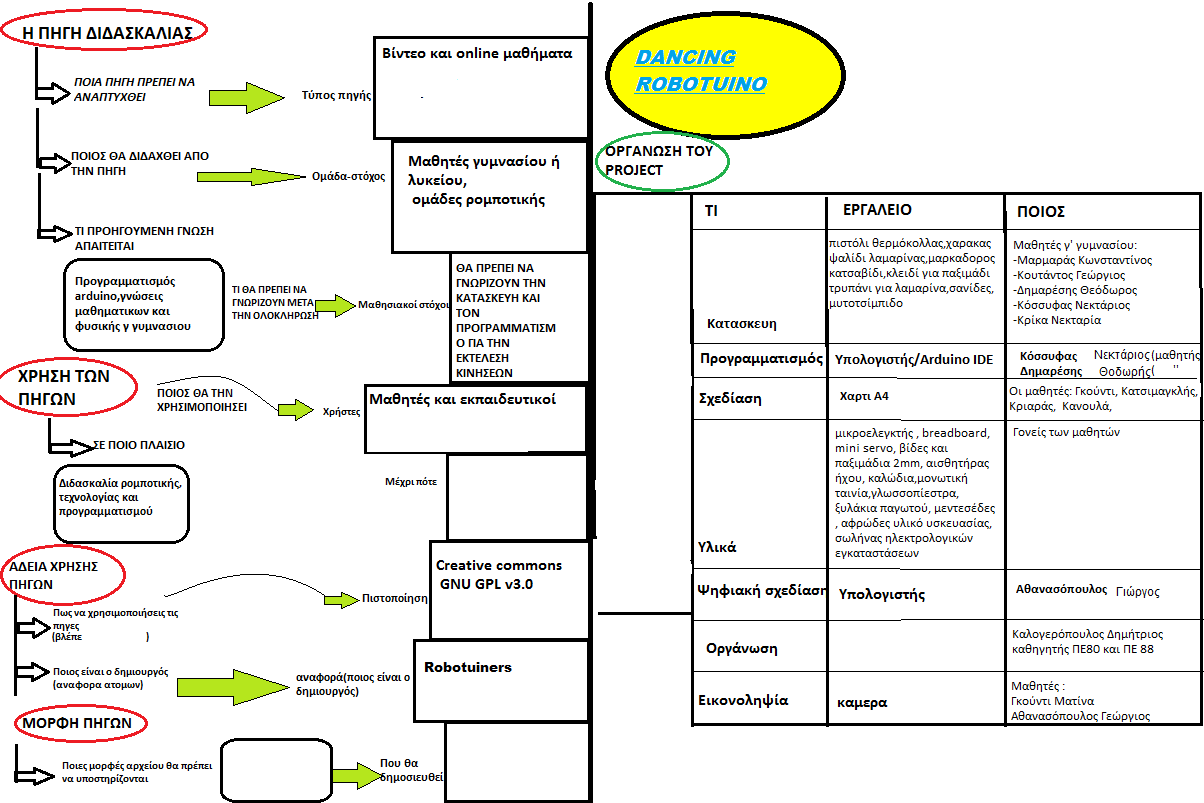 Η ΠΗΓΗ ΔΙΔΑΣΚΑΛΙΑΣ
ΠΟΙΑ ΠΗΓΗ ΠΡΕΠΕΙ ΝΑ
ΑΝΑΠΤΥΧΘΕΙ
Τύπος πηγής
Βίντεο και online μαθήματα
ΠΟΙΟΣ ΘΑ ΔΙΔΑΧΘΕΙ ΑΠΟ
ΤΗΝ ΠΗΓΗ
Ομάδα-στόχος
Μαθητές γυμνασίου ή
λυκείου,
ομάδες ρομποτικής
ΤΙ ΠΡΟΗΓΟΥΜΕΝΗ ΓΝΩΣΗ
ΑΠΑΙΤΕΙΤΑΙ
Προγραμματισμός
arduino,γνώσεις
μαθηματικων και
φυσικής γ γυμνασιου
ΤΙ ΘΑ ΠΡΕΠΕΙ ΝΑ
ΓΝΩΡΙΖΟΥΝ ΜΕΤΑ
ΤΗΝ ΟΛΟΚΛΗΡΩΣΗ
Μαθησιακοί στόχοι
ΘΑ ΠΡΕΠΕΙ ΝΑ
ΓΝΩΡΙΖΟΥΝ ΤΗΝ
ΚΑΤΑΣΚΕΥΗ ΚΑΙ
ΤΟΝ
ΠΡΟΓΡΑΜΜΑΤΙΣΜ
Ο ΓΙΑ ΤΗΝ
ΕΚΤΕΛΕΣΗ
ΚΙΝΗΣΕΩΝ
ΧΡΗΣΗ ΤΩΝ
ΠΗΓΩΝ
ΠΟΙΟΣ ΘΑ ΤΗΝ
ΧΡΗΣΙΜΟΠΟΙΗΣΕΙ
Χρήστες
Μαθητές και εκπαιδευτικοί
ΣΕ ΠΟΙΟ ΠΛΑΙΣΙΟ
Διδασκαλία ρομποτικής,
τεχνολογίας και
προγραμματισμού
Μέχρι πότε
ΑΔΕΙΑ ΧΡΗΣΗΣ
ΠΗΓΩΝ
Πιστοποίηση
Creative commons
GNU GPL v3.0
Πως να χρησιμοποιήσεις τις
πηγες
(βλέπε )
Ποιος είναι ο δημιουργός
(αναφορα ατομων)
αναφορά(ποιος είναι ο
δημιουργός)
Robotuiners
ΜΟΡΦΗ ΠΗΓΩΝ
Ποιες μορφές αρχείου θα πρέπει
να υποστηρίζονται
Που θα
δημοσιευθεί
DANCING
ROBOTUINO
ΟΡΓΑΝΩΣΗ ΤΟΥ
PROJECT
ΤΙ
ΕΡΓΑΛΕΙΟ
ΠΟΙΟΣ
Κατασκευη
πιστόλι θερμόκολλας,χαρακας
ψαλίδι λαμαρίνας,μαρκαδορος
κατσαβίδι,κλειδί για παξιμάδι
τρυπάνι για λαμαρίνα,σανίδες,
μυτοτσίμπιδο
Μαθητές γ' γυμνασίου:
-Μαρμαράς Κωνσταντίνος
-Κουτάντος Γεώργιος
-Δημαρέσης Θεόδωρος
-Κόσσυφας Νεκτάριος
-Κρίκα Νεκταρία
Προγραμματισμός
Υπολογιστής/Arduino IDE
Κόσσυφας Νεκτάριος(μαθητής
Δημαρέσης Θοδωρής( "
Σχεδίαση
Χαρτι Α4
Οι μαθητές: Γκούντι, Κατσιμαγκλής,
Κριαράς, Κανουλά,
Υλικά
μικροελεγκτής , breadboard,
mini servo, βίδες και
παξιμάδια 2mm, αισθητήρας
ήχου, καλώδια,μονωτική
ταινία,γλωσσοπίεστρα,
ξυλάκια παγωτού, μεντεσέδες
, αφρώδες υλικό υσκευασίας,
σωλήνας ηλεκτρολογικών
εγκαταστάσεων
Γονείς των μαθητών
Ψηφιακή σχεδίαση
Υπολογιστής
Αθανασόπουλος Γιώργος
Οργάνωση
Καλογερόπουλος Δημήτριος
καθηγητής ΠΕ80 και ΠΕ 88
Εικονοληψία
καμερα
Μαθητές :
Γκούντι Ματίνα
Αθανασόπουλος Γεώργιος